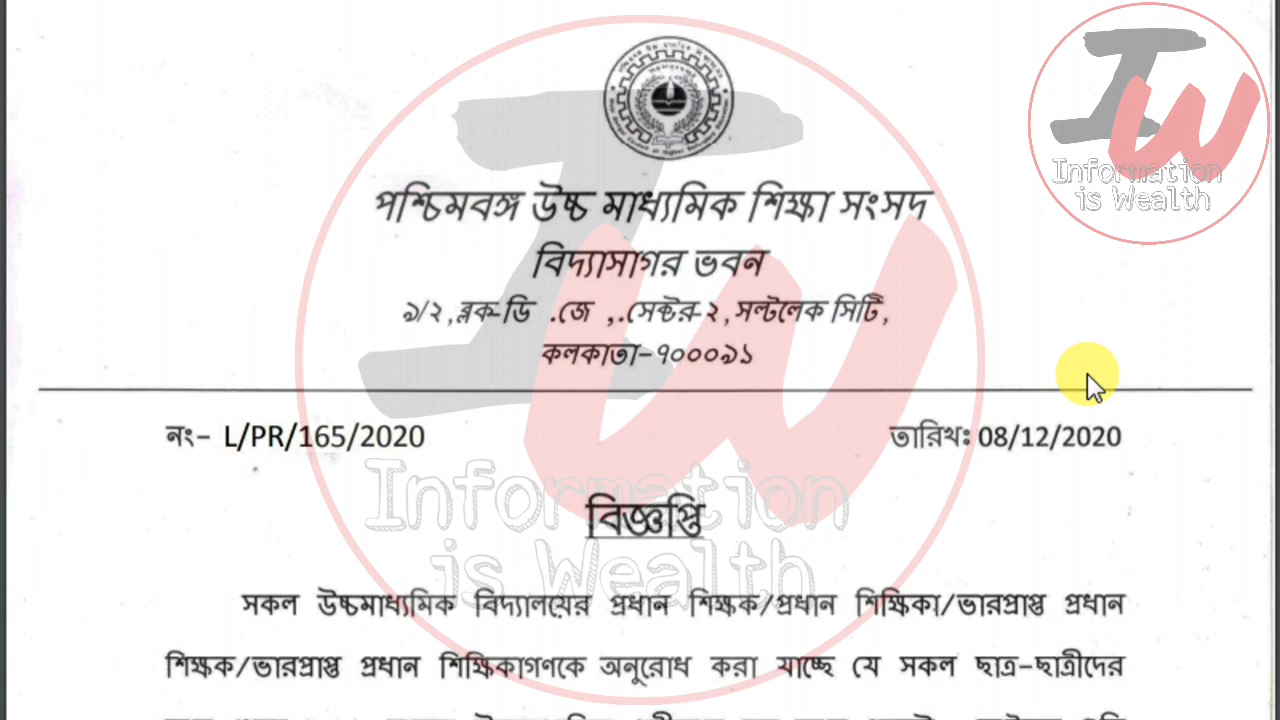 পশ্চিমবঙ্গ উচ্চ মাধ্যমিক শিক্ষা সংসদ
বিদ্যাসাগর ভবন
৯/২,ব্লক-ডি .জে ,.সেক্টর-২,সল্টলেক সিটি,
কলকাতা-৭০০০৯১
নং- L/PR/165/2020
তারিখঃ 08/12/2020
বিজ্ঞপ্তি
সকল উচ্চমাধ্যমিক বিদ্যালয়ের প্রধান শিক্ষক/প্রধান শিক্ষিকা/ভারপ্রাপ্ত প্রধান
শিক্ষক/ভারপ্রাপ্ত প্রধান শিক্ষিকাগণকে অনুরোধ করা যাচ্ছে যে সকল ছাত্র-ছাত্রীদের
IW
Information
is Wealth
IW
Information
is Wealth